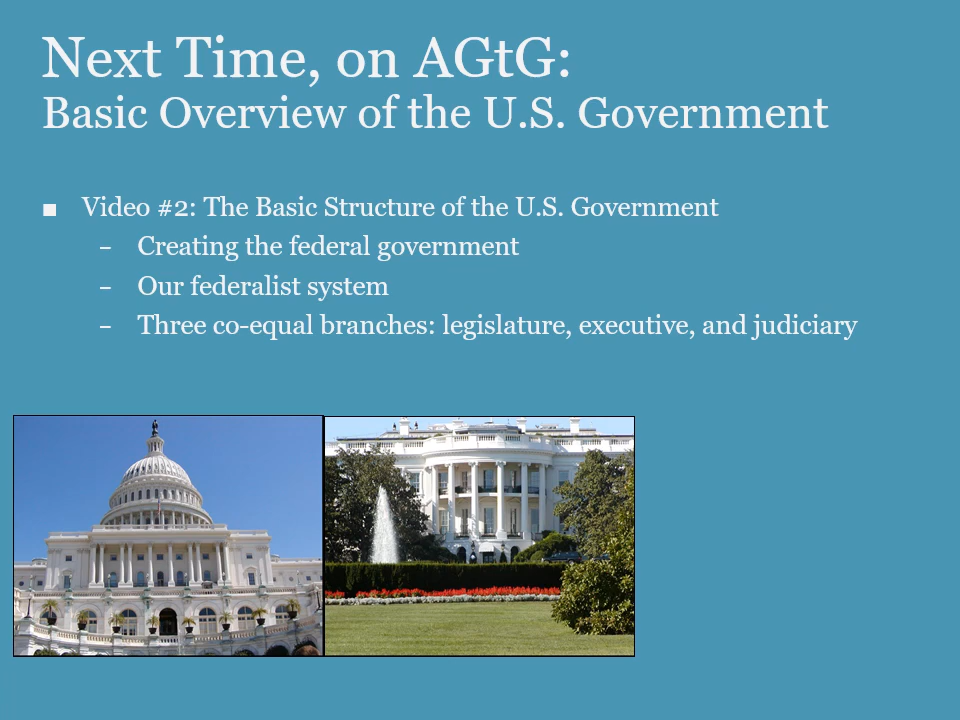 Next Time, on AGtG:
Basic Overview of the U.S. Government
■ Video #2: The Basic Structure of the U.S. Government
– Creating the federal government
– Our federalist system
– Three co-equal branches: legislature, executive, and judiciary